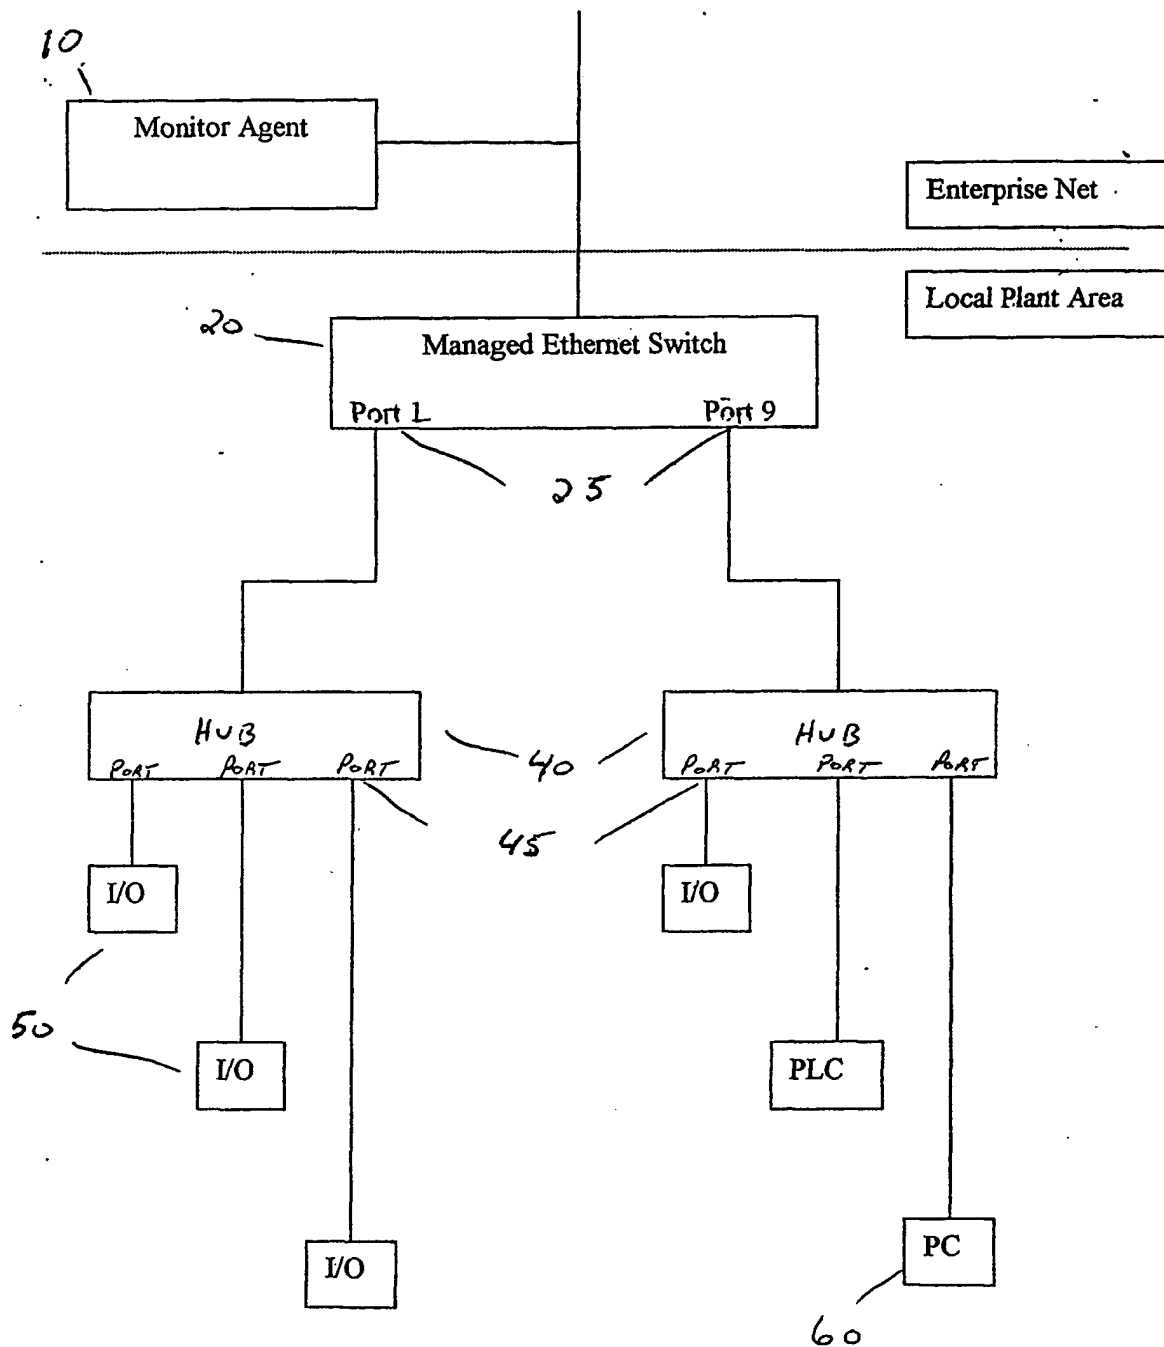 10
Monitor Agent
Enterprise Net
Local Plant Area
20
Managed Ethernet Switch
Port 1
Port 9
25
HUB
HUB
PORT PORT PORT
PORT PORT PORT
40
45
I/O
I/O
50
I/O
PLC
I/O
PC
60